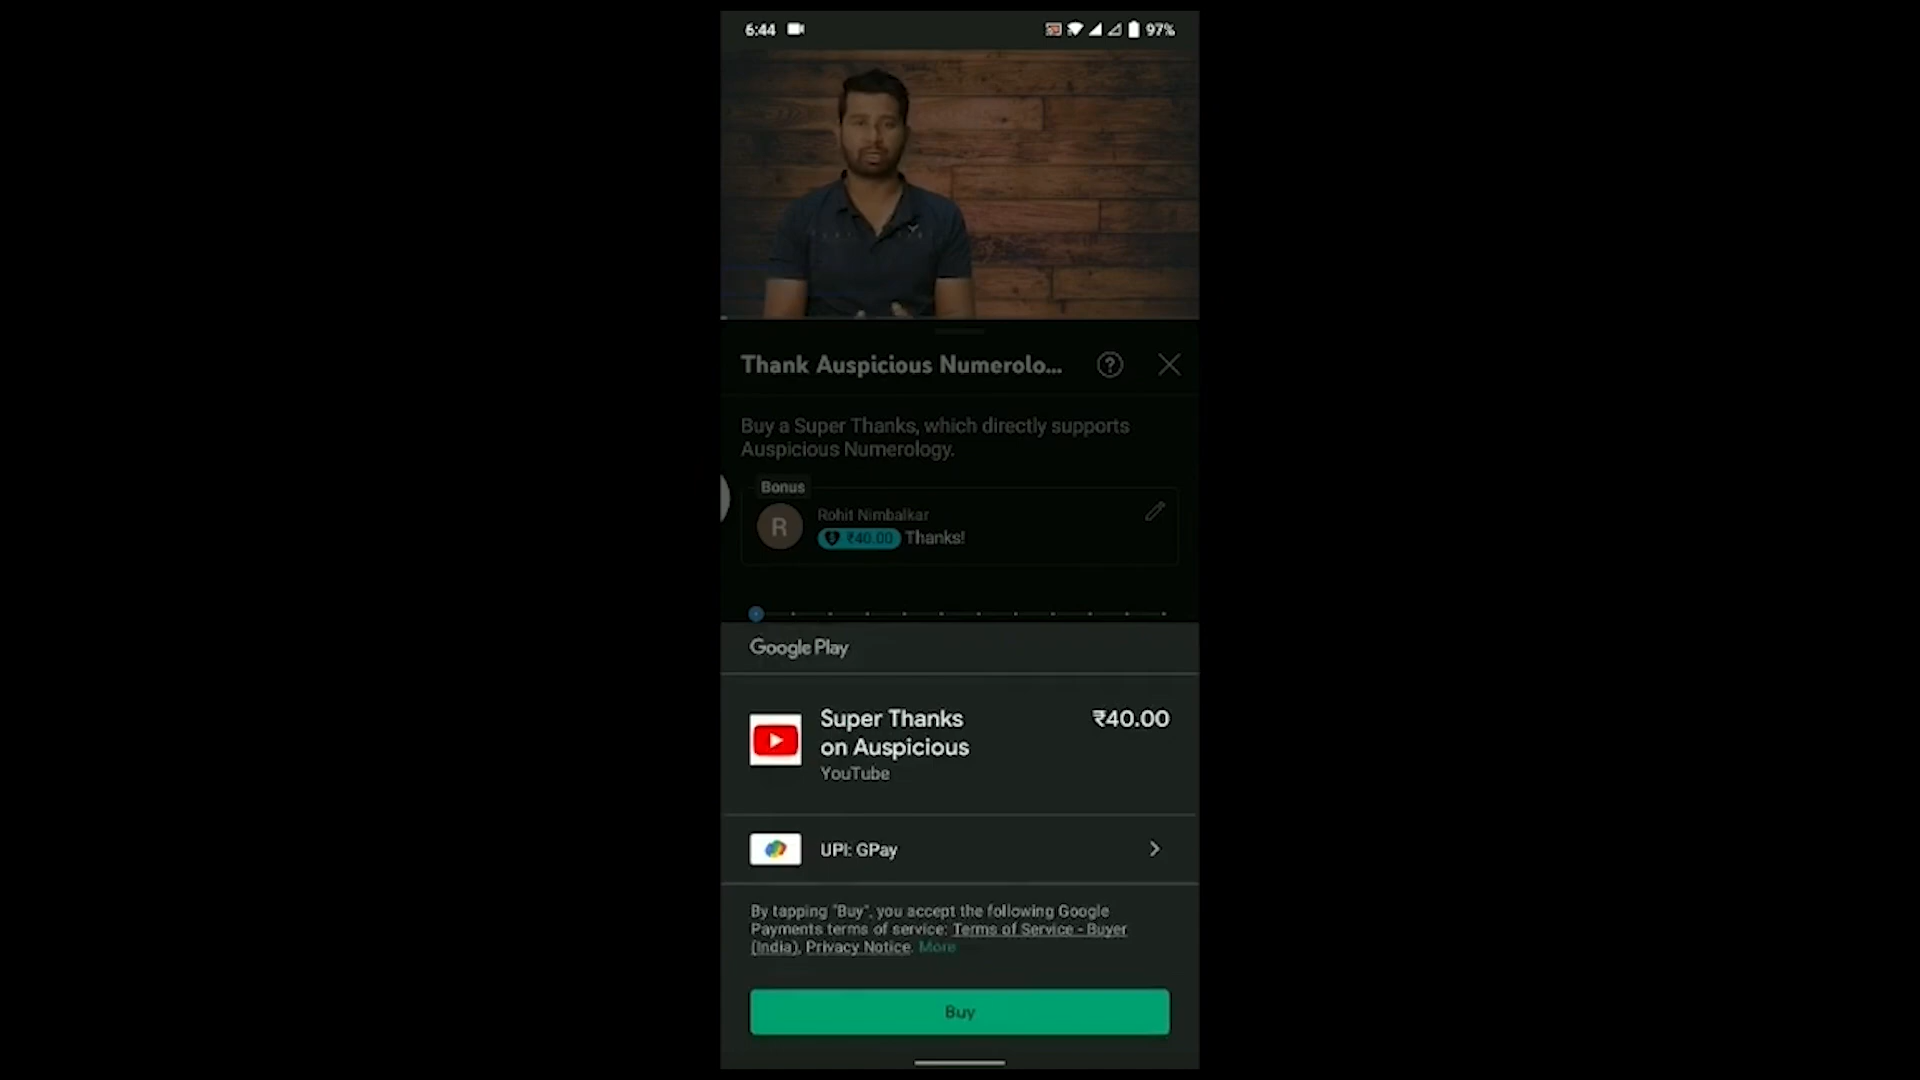 6:44
97%
Thank Auspicious Numerolo...
Buy a Super Thanks, which directly supports
Auspicious Numerology.
Bonus
R
Rohit Nimbalkar
₹40.00 Thanks!
Google Play
Super Thanks
on Auspicious
₹40.00
YouTube
UPI: GPay
By tapping "Buy", you accept the following Google
Payments terms of service: Terms of Service - Buyer
(India), Privacy Notice. More
Buy